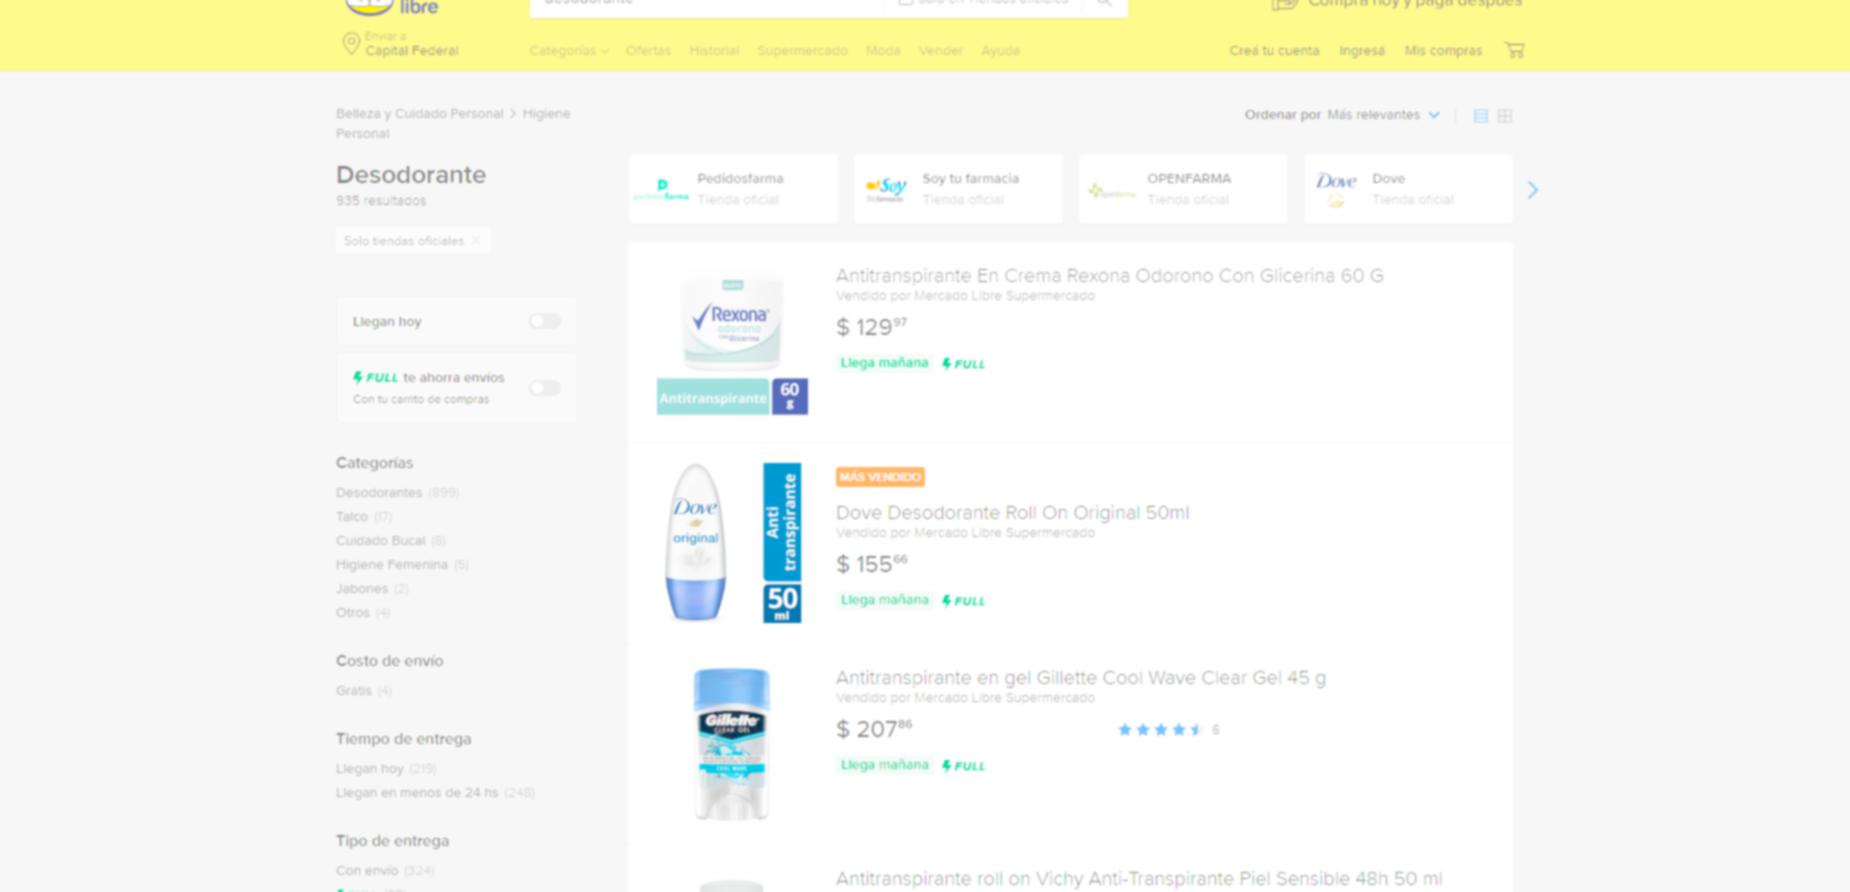 libre
desodorante
Solo en Tiendas oficiales
Compra hoy y paga después
Enviar a
Capital Federal
Categorías
Ofertas
Historial
Supermercado
Moda
Vender
Ayuda
Creá tu cuenta
Ingresá
Mis compras
Belleza y Cuidado Personal > Higiene
Personal
Ordenar por Más relevantes
Desodorante
935 resultados
Solo tiendas oficiales
Pedidosfarma
Tienda oficial
Soy
Soy tu farmacia
Tienda oficial
OPENFARMA
Tienda oficial
Dove
Dove
Tienda oficial
Llegan hoy
FULL te ahorra envíos
Con tu carrito de compras
Categorías
Desodorantes (899)
Talco (17)
Cuidado Bucal (8)
Higiene Femenina (5)
Jabones (2)
Otros (4)
Costo de envío
Gratis (4)
Tiempo de entrega
Llegan hoy (219)
Llegan en menos de 24 hs (248)
Tipo de entrega
Con envío (324)
Rexona
odorono
Antitranspirante
60
g
Antitranspirante En Crema Rexona Odorono Con Glicerina 60 G
Vendido por Mercado Libre Supermercado
$ 129 97
Llega mañana FULL
Dove
original
Anti
transpirante
50
ml
MÁS VENDIDO
Dove Desodorante Roll On Original 50ml
Vendido por Mercado Libre Supermercado
$ 155 66
Llega mañana FULL
Gillette
CLEAR GEL
COOL WAVE
Antitranspirante en gel Gillette Cool Wave Clear Gel 45 g
Vendido por Mercado Libre Supermercado
$ 207 86
6
Llega mañana FULL
Antitranspirante roll on Vichy Anti-Transpirante Piel Sensible 48h 50 ml